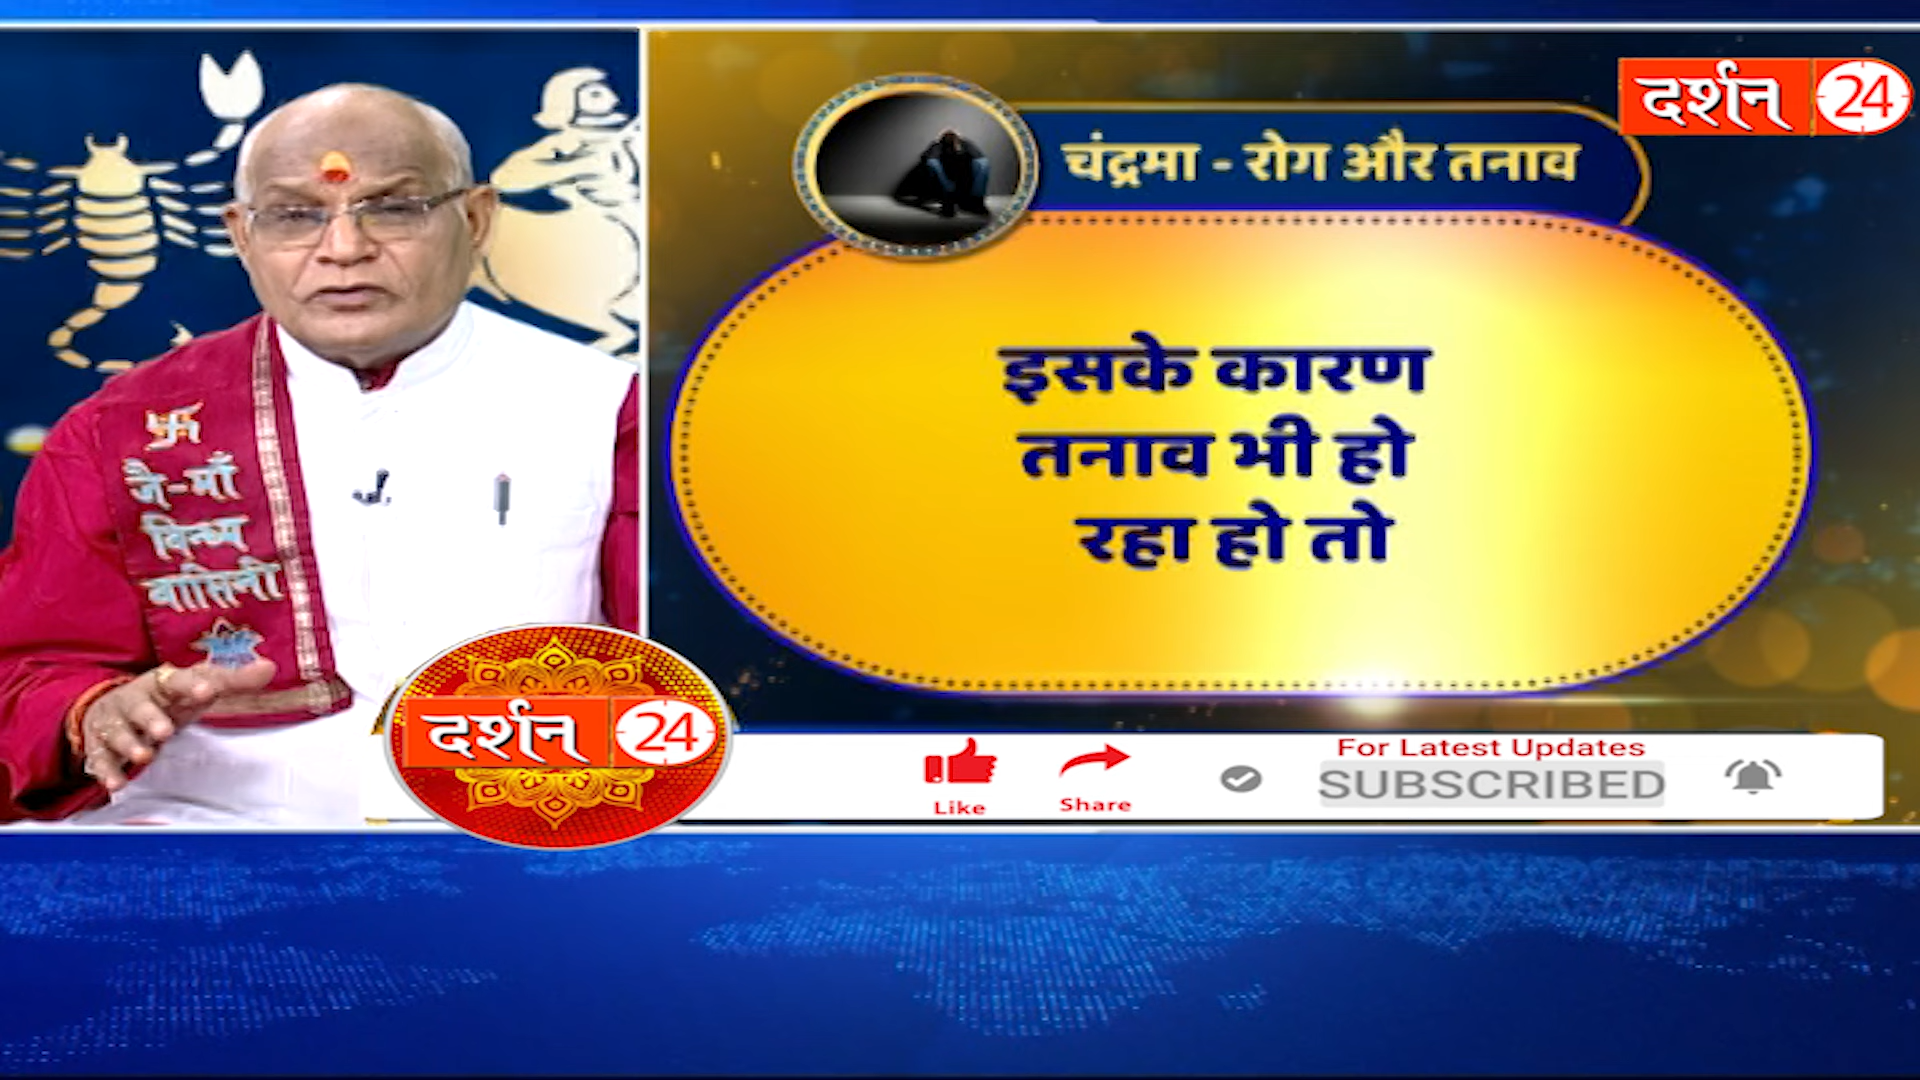 दर्शन 24
चंद्रमा - रोग और तनाव
इसके कारण
तनाव भी हो
रहा हो तो
जै-माँ
विन्ध्य
वासिनी
दर्शन 24
Like
Share
For Latest Updates
SUBSCRIBED